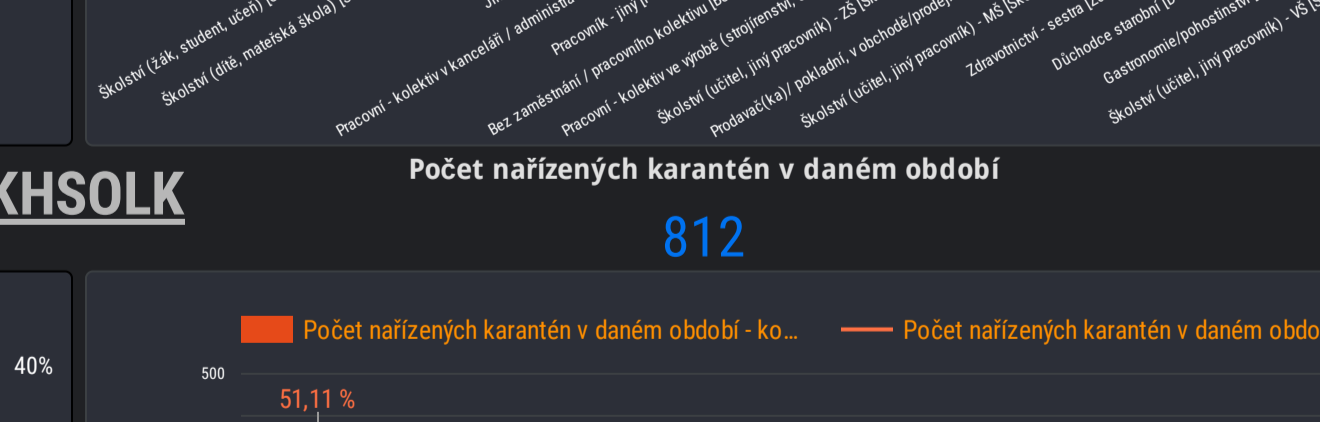 Školství (žák, student, učeň)
Školství (dítě, mateřská škola)
Pracovní - kolektiv v kanceláři /
Pracovník - jiný
Bez zaměstnání / pracovního kolektivu
Pracovní - kolektiv ve výrobě (strojírenství,
Školství (učitel, jiný pracovník) - ZŠ
Prodavač(ka)/ pokladní, v obchodě/
Školství (učitel, jiný pracovník) - MŠ
Zdravotnictví - sestra
Důchodce starobní
Gastronomie/pohostinství
Školství (učitel, jiný pracovník) - VŠ
KHSOLK
Počet nařízených karantén v daném období
812
Počet nařízených karantén v daném období - ko...
Počet nařízených karantén v daném obdo
40%
500
51,11 %